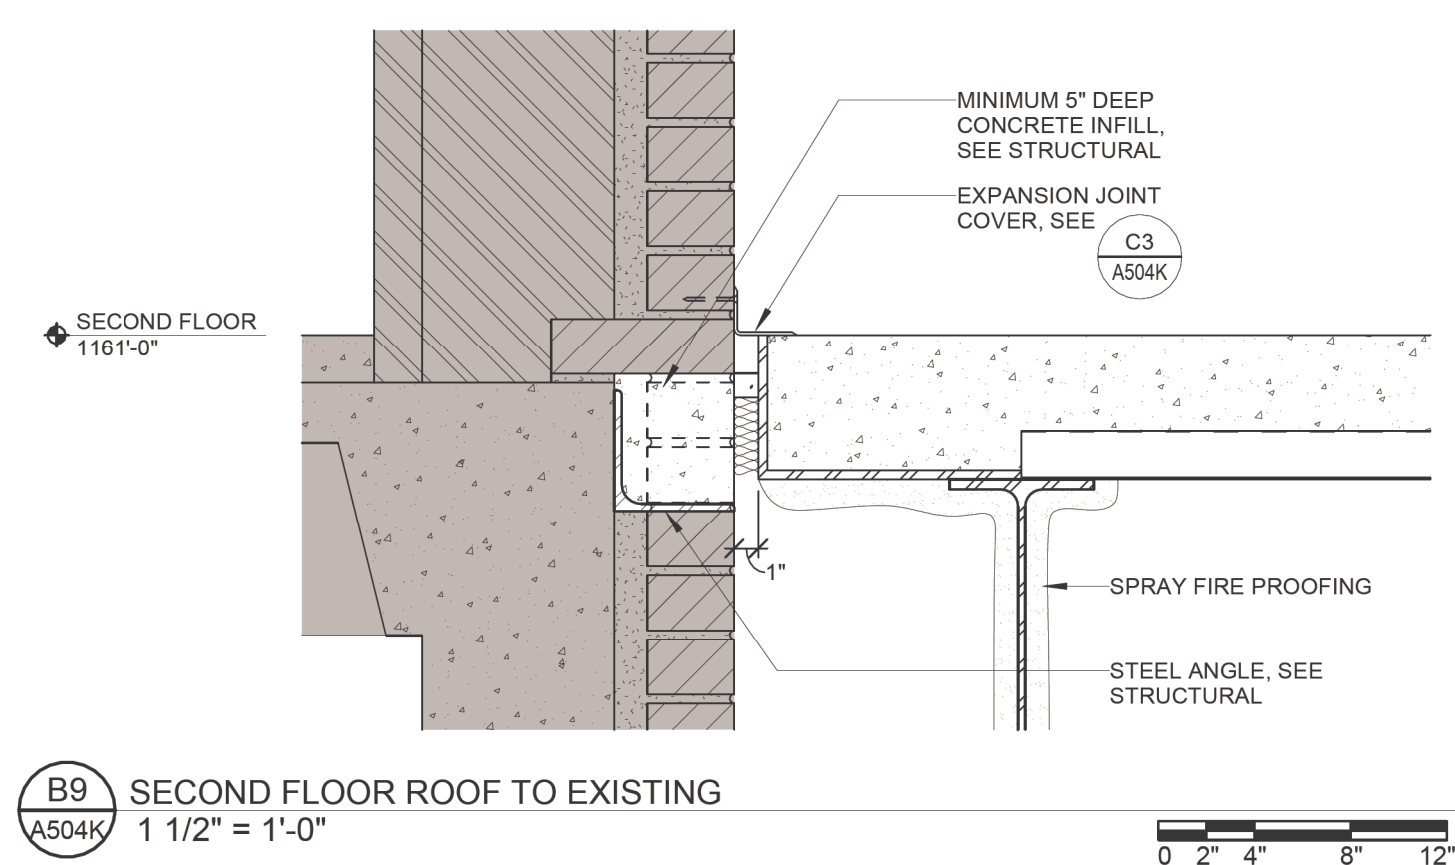 MINIMUM 5" DEEP
CONCRETE INFILL,
SEE STRUCTURAL
EXPANSION JOINT
COVER, SEE
C3
A504K
SECOND FLOOR
1161'-0"
1"
SPRAY FIRE PROOFING
STEEL ANGLE, SEE
STRUCTURAL
B9
A504K
SECOND FLOOR ROOF TO EXISTING
1 1/2" = 1'-0"
0 2" 4" 8" 12"